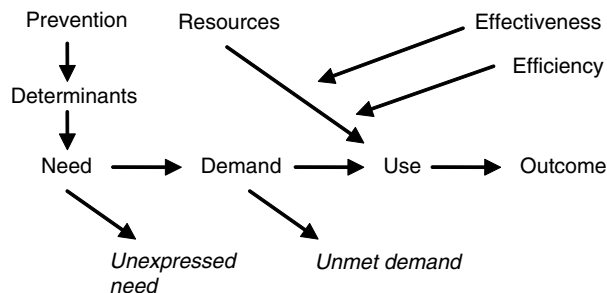 Prevention
Resources
Effectiveness
Efficiency
Determinants
Need
Demand
Use
Outcome
Unexpressed
need
Unmet demand